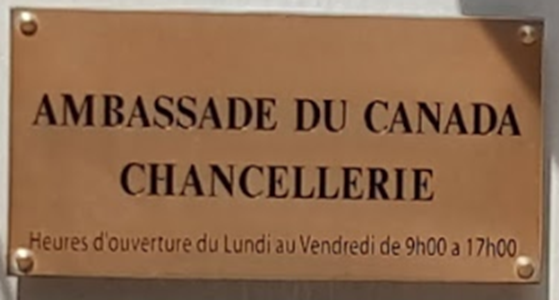 AMBASSADE DU CANADA
CHANCELLERIE
Heures d'ouverture du Lundi au Vendredi de 9h00 a 17h00